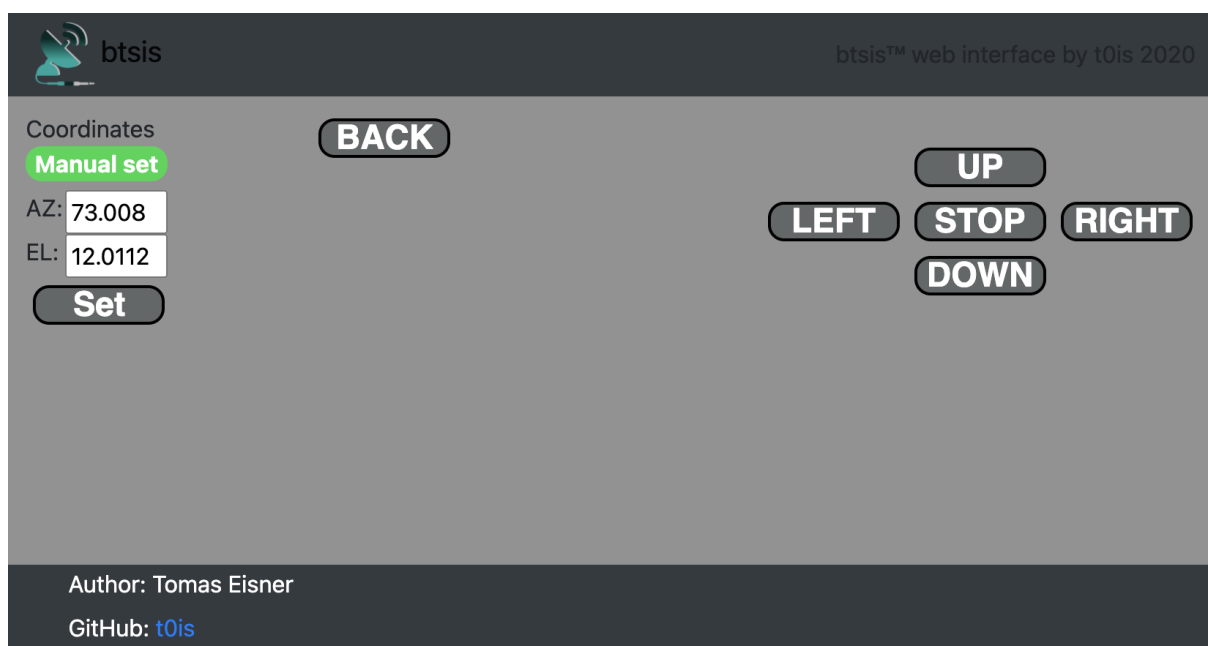 btsis
btsis™ web interface by t0is 2020
Coordinates
Manual set
AZ: 73.008
EL: 12.0112
Set
BACK
UP
LEFT STOP RIGHT
DOWN
Author: Tomas Eisner
GitHub: t0is